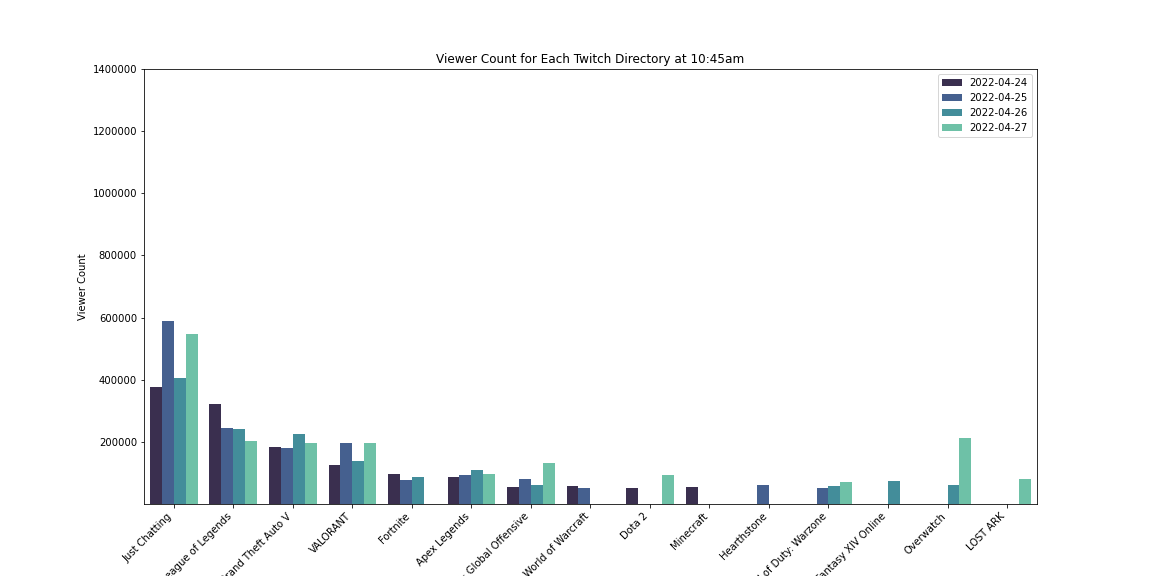 Viewer Count for Each Twitch Directory at 10:45am
1400000
1200000
1000000
800000
600000
400000
200000
Viewer Count
2022-04-24
2022-04-25
2022-04-26
2022-04-27
Just Chatting
of Legends
Theft Auto V
VALORANT
Fortnite
Apex Legends
Global Offensive
World of Warcraft
Dota 2
Minecraft
Hearthstone
of Duty: Warzone
XIV Online
Overwatch
LOST ARK